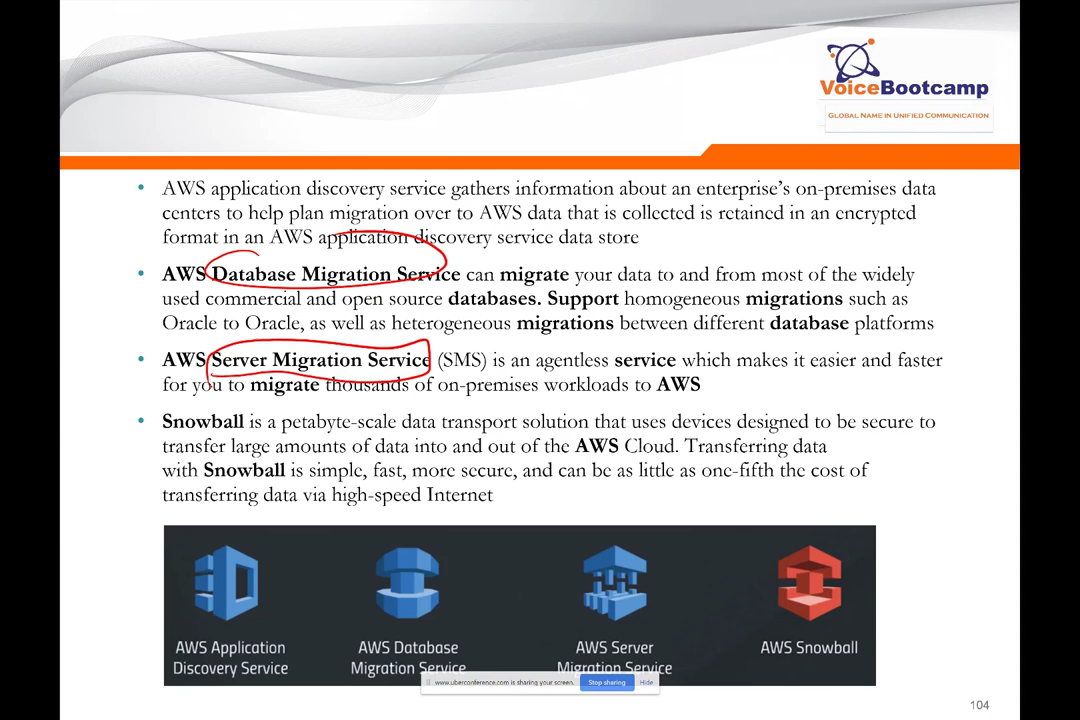 VoiceBootcamp
GLOBAL NAME IN UNIFIED COMMUNICATION
• AWS application discovery service gathers information about an enterprise's on-premises data
centers to help plan migration over to AWS data that is collected is retained in an encrypted
format in an AWS application discovery service data store
• AWS Database Migration Service can migrate your data to and from most of the widely
used commercial and open source databases. Support homogeneous migrations such as
Oracle to Oracle, as well as heterogeneous migrations between different database platforms
• AWS Server Migration Service (SMS) is an agentless service which makes it easier and faster
for you to migrate thousands of on-premises workloads to AWS
• Snowball is a petabyte-scale data transport solution that uses devices designed to be secure to
transfer large amounts of data into and out of the AWS Cloud. Transferring data
with Snowball is simple, fast, more secure, and can be as little as one-fifth the cost of
transferring data via high-speed Internet
AWS Application
Discovery Service
AWS Database
Migration Service
AWS Server
Migration Service
AWS Snowball
www.uberconference.com is sharing your screen.
Stop sharing
Hide
104